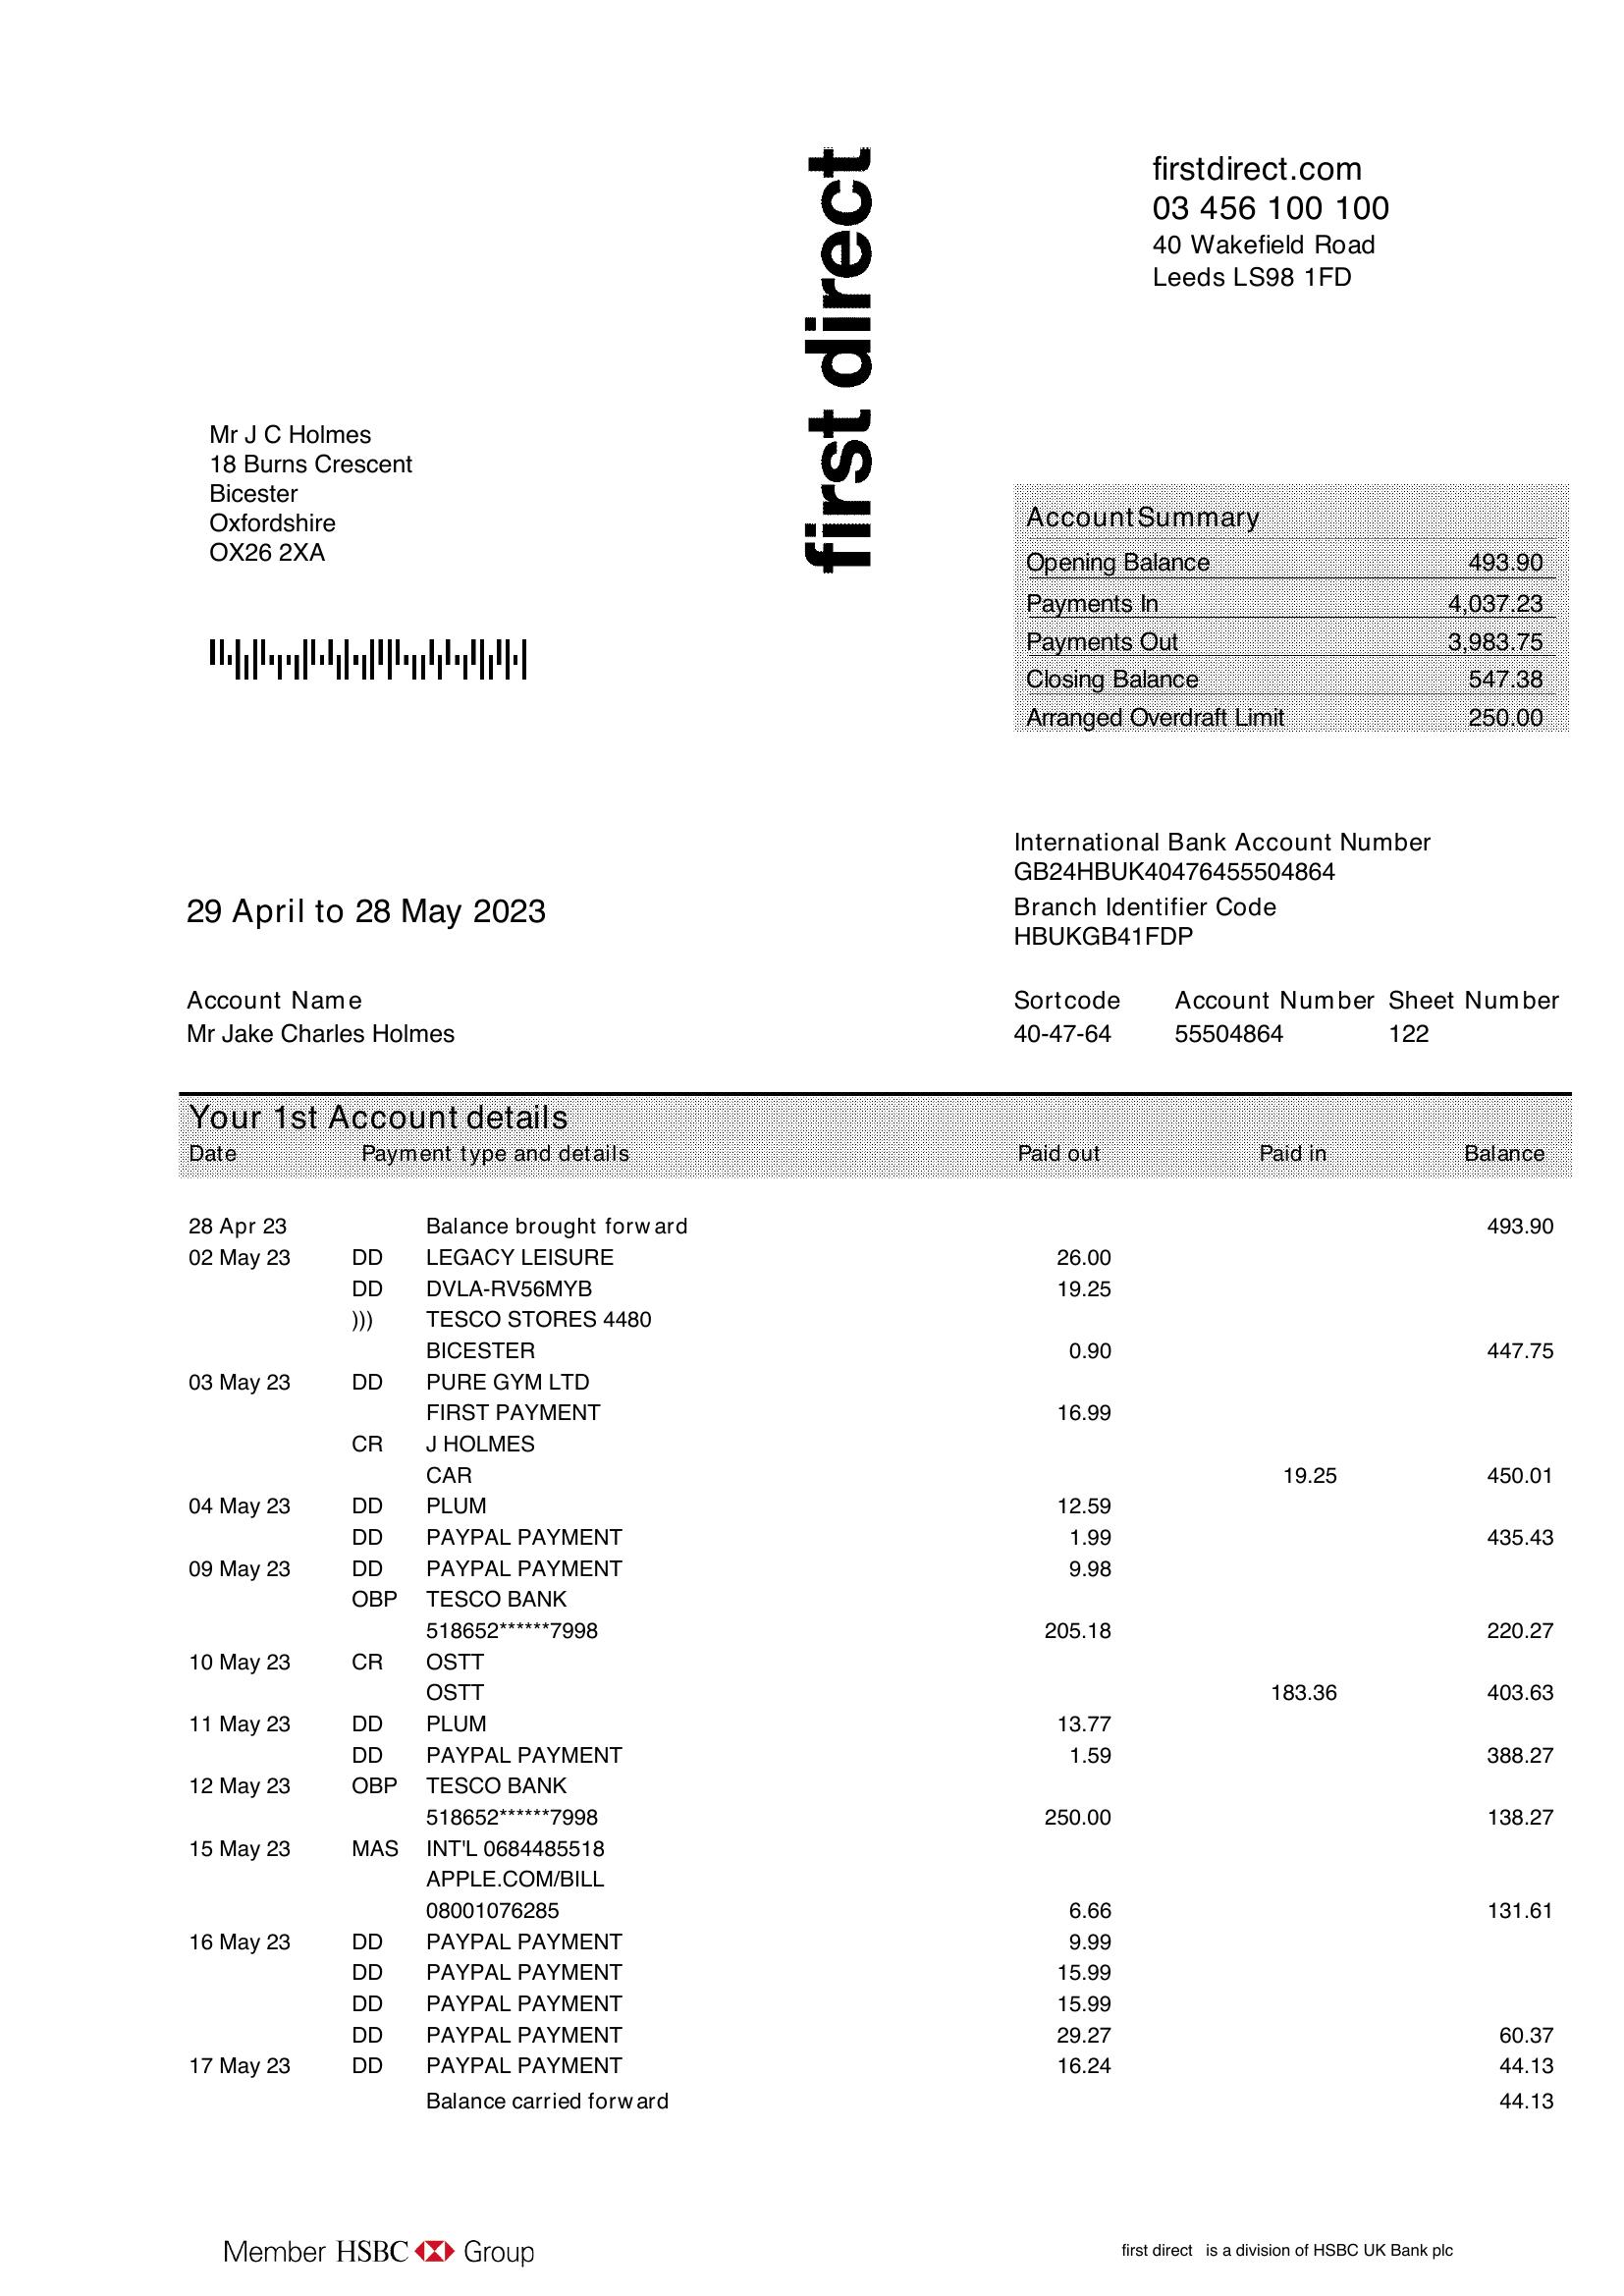 first direct
firstdirect.com
03 456 100 100
40 Wakefield Road
Leeds LS98 1FD
Mr J C Holmes
18 Burns Crescent
Bicester
Oxfordshire
OX26 2XA
Account Summary
Opening Balance 493.90
Payments In 4,037.23
Payments Out 3,983.75
Closing Balance 547.38
Arranged Overdraft Limit 250.00
International Bank Account Number
GB24HBUK40476455504864
Branch Identifier Code
HBUKGB41FDP
29 April to 28 May 2023
Account Name
Mr Jake Charles Holmes
Sortcode Account Number Sheet Number
40-47-64 55504864 122
Your 1st Account details
Date Payment type and details Paid out Paid in Balance
28 Apr 23 Balance brought forward 493.90
02 May 23 DD LEGACY LEISURE 26.00
DD DVLA-RV56MYB 19.25
))) TESCO STORES 4480
BICESTER 0.90 447.75
03 May 23 DD PURE GYM LTD
FIRST PAYMENT 16.99
CR J HOLMES
CAR 19.25 450.01
04 May 23 DD PLUM 12.59
DD PAYPAL PAYMENT 1.99 435.43
09 May 23 DD PAYPAL PAYMENT 9.98
OBP TESCO BANK
518652******7998 205.18 220.27
10 May 23 CR OSTT
OSTT 183.36 403.63
11 May 23 DD PLUM 13.77
DD PAYPAL PAYMENT 1.59 388.27
12 May 23 OBP TESCO BANK
518652******7998 250.00 138.27
15 May 23 MAS INT'L 0684485518
APPLE.COM/BILL
08001076285 6.66 131.61
16 May 23 DD PAYPAL PAYMENT 9.99
DD PAYPAL PAYMENT 15.99
DD PAYPAL PAYMENT 15.99
DD PAYPAL PAYMENT 29.27 60.37
17 May 23 DD PAYPAL PAYMENT 16.24 44.13
Balance carried forward 44.13
Member HSBC Group
first direct is a division of HSBC UK Bank plc